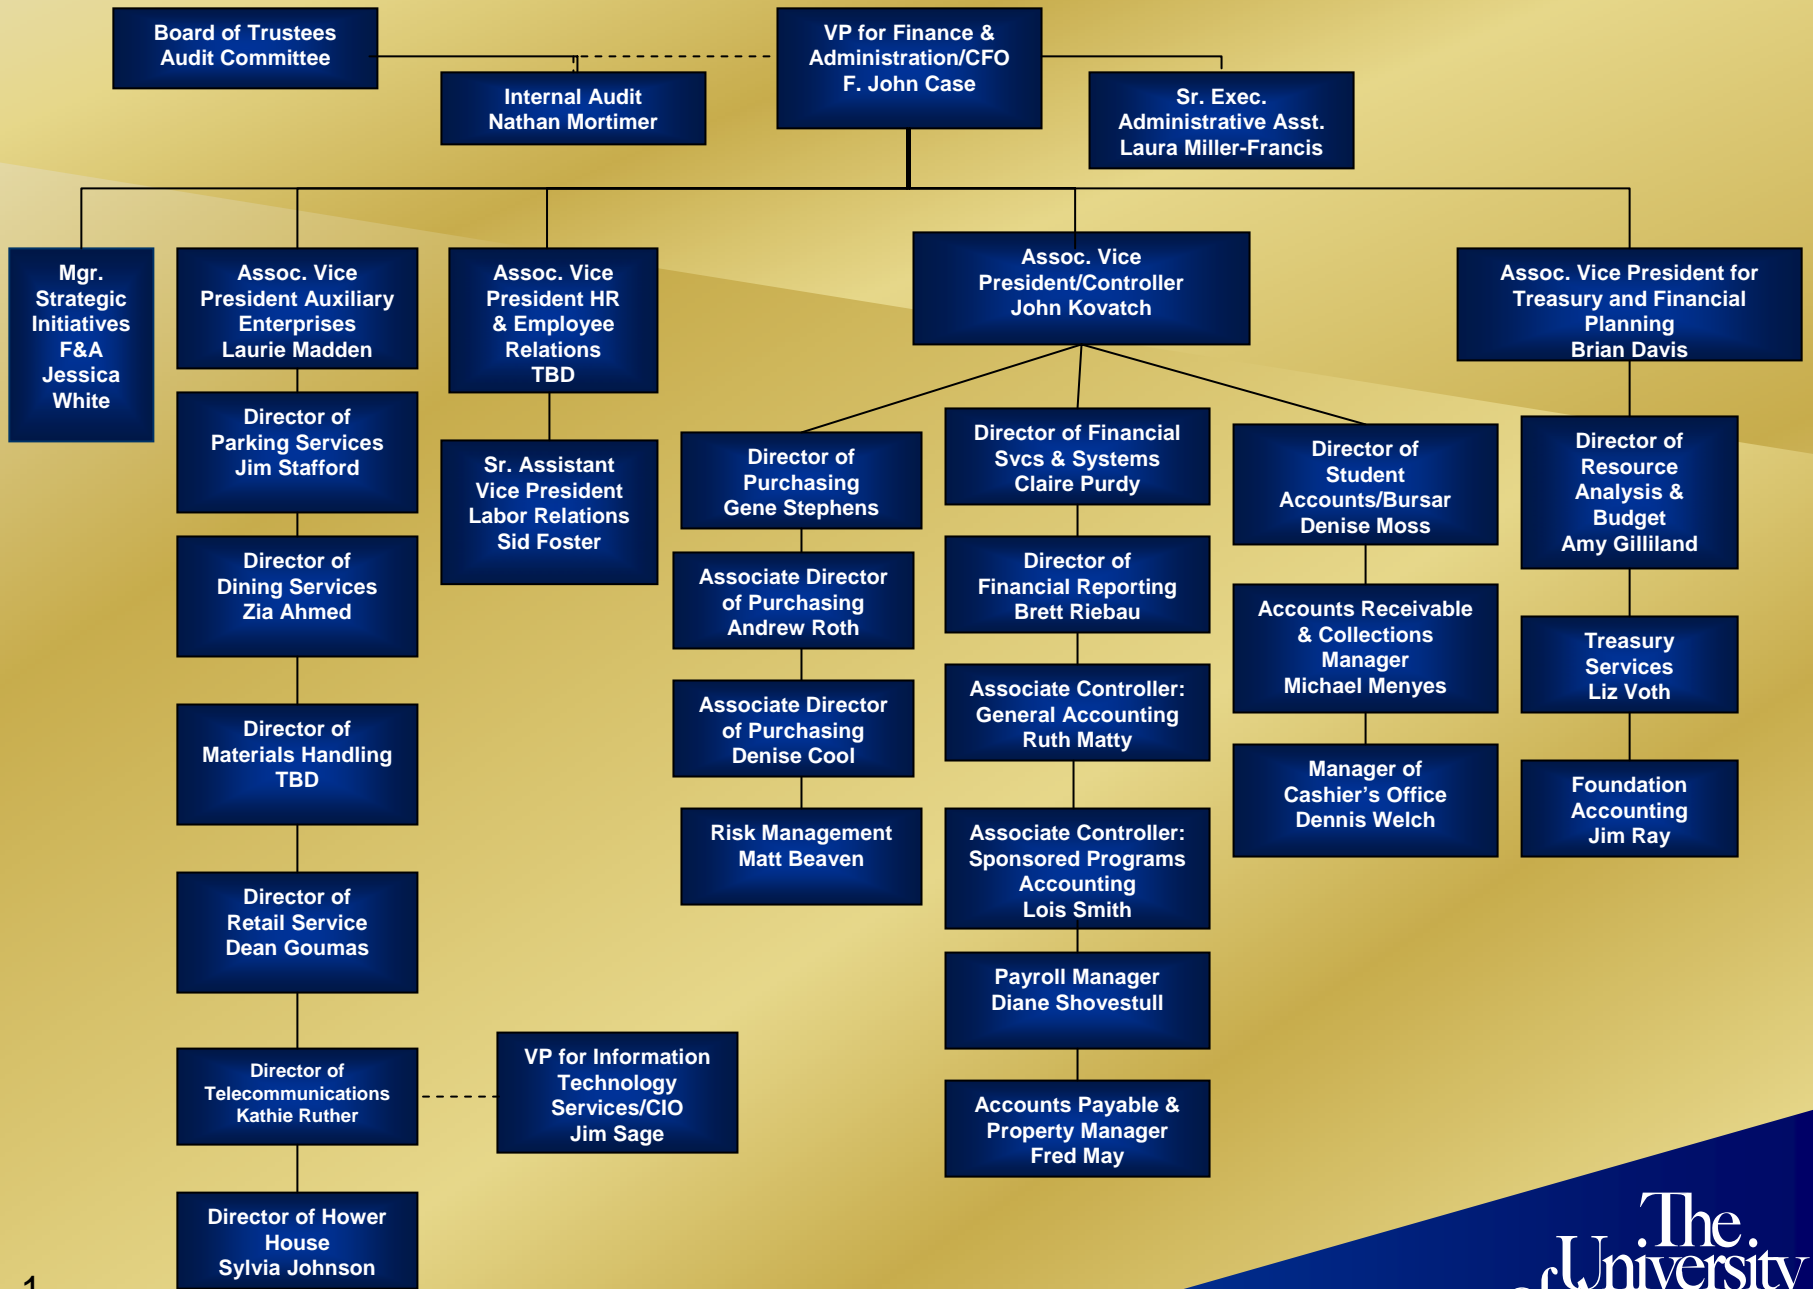 Board of Trustees
Audit Committee
VP for Finance &
Administration/CFO
F. John Case
Internal Audit
Nathan Mortimer
Sr. Exec.
Administrative Asst.
Laura Miller-Francis
Mgr.
Strategic
Initiatives
F&A
Jessica
White
Assoc. Vice
President Auxiliary
Enterprises
Laurie Madden
Director of
Parking Services
Jim Stafford
Director of
Dining Services
Zia Ahmed
Director of
Materials Handling
TBD
Director of
Retail Service
Dean Goumas
Director of
Telecommunications
Kathie Ruther
VP for Information
Technology
Services/CIO
Jim Sage
Director of Hower
House
Sylvia Johnson
Assoc. Vice
President HR
& Employee
Relations
TBD
Sr. Assistant
Vice President
Labor Relations
Sid Foster
Assoc. Vice
President/Controller
John Kovatch
Director of
Purchasing
Gene Stephens
Associate Director
of Purchasing
Andrew Roth
Associate Director
of Purchasing
Denise Cool
Risk Management
Matt Beaven
Director of Financial
Svcs & Systems
Claire Purdy
Director of
Financial Reporting
Brett Riebau
Associate Controller:
General Accounting
Ruth Matty
Associate Controller:
Sponsored Programs
Accounting
Lois Smith
Payroll Manager
Diane Shovestull
Accounts Payable &
Property Manager
Fred May
Director of
Student
Accounts/Bursar
Denise Moss
Accounts Receivable
& Collections
Manager
Michael Menyes
Manager of
Cashier's Office
Dennis Welch
Assoc. Vice President for
Treasury and Financial
Planning
Brian Davis
Director of
Resource
Analysis &
Budget
Amy Gilliland
Treasury
Services
Liz Voth
Foundation
Accounting
Jim Ray
1
The
University
of